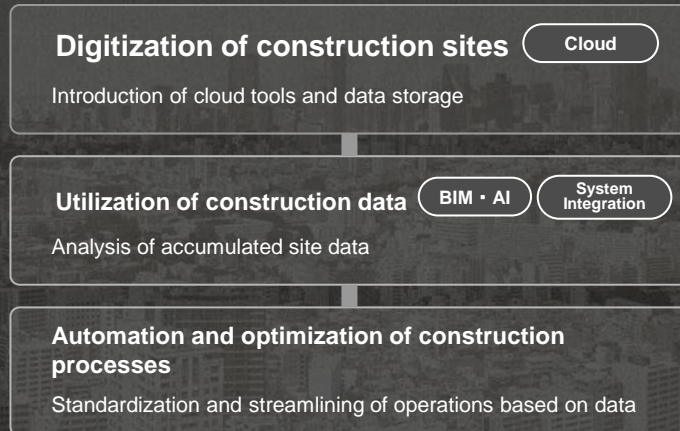 Digitization of construction sites
Cloud
Introduction of cloud tools and data storage
Utilization of construction data
BIM・AI
System
Integration
Analysis of accumulated site data
Automation and optimization of construction
processes
Standardization and streamlining of operations based on data